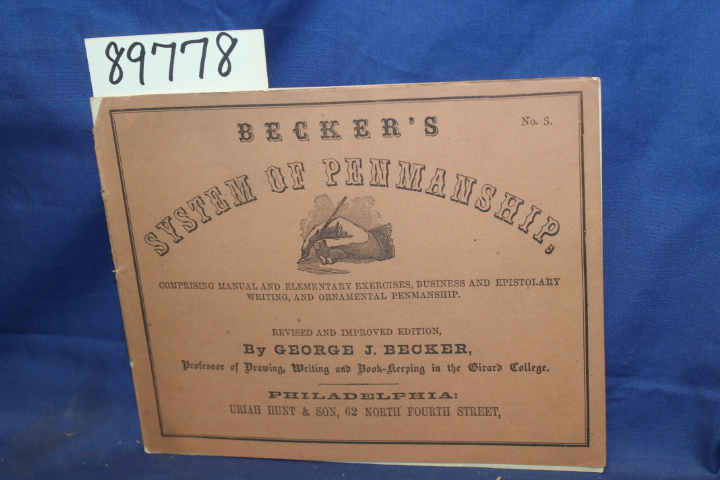 89778
BECKER'S
No. 3.
SYSTEM OF PENMANSHIP,
COMPRISING MANUAL AND ELEMENTARY EXERCISES, BUSINESS AND EPISTOLARY
WRITING, AND ORNAMENTAL PENMANSHIP.
REVISED AND IMPROVED EDITION,
By GEORGE J. BECKER,
Professor of Drawing, Writing and Book-Keeping in the Girard College.
PHILADELPHIA:
URIAH HUNT & SON, 62 NORTH FOURTH STREET,